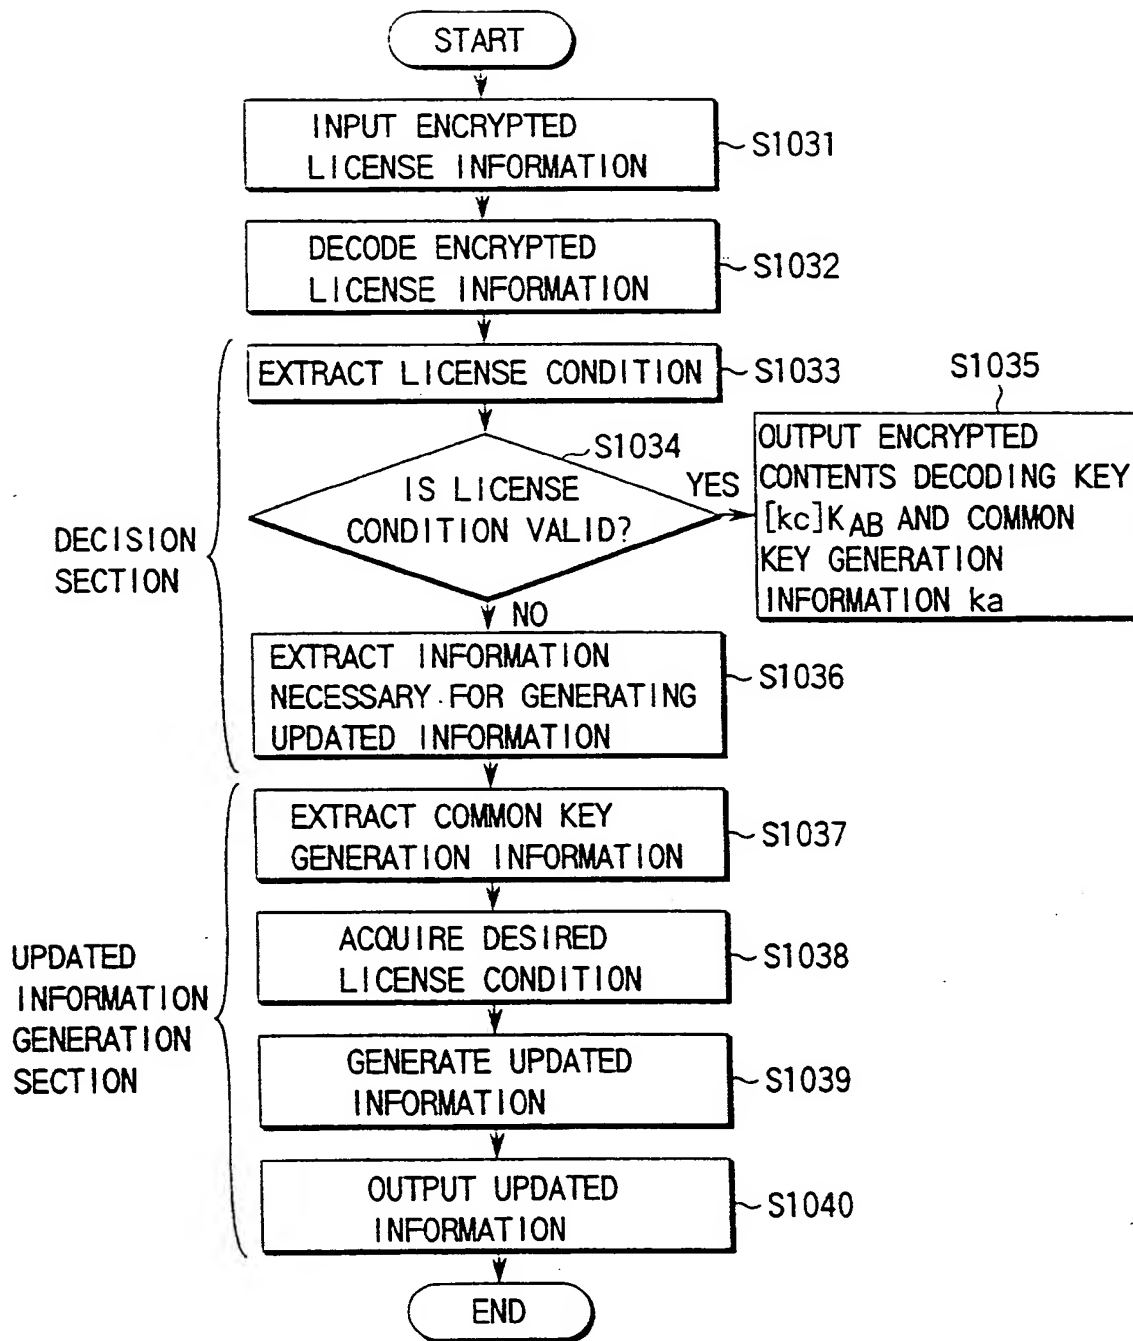 START
INPUT ENCRYPTED
LICENSE INFORMATION
S1031
DECODE ENCRYPTED
LICENSE INFORMATION
S1032
EXTRACT LICENSE CONDITION
S1033
S1034
IS LICENSE
CONDITION VALID?
YES
S1035
OUTPUT ENCRYPTED
CONTENTS DECODING KEY
[kc]KAB AND COMMON
KEY GENERATION
INFORMATION ka
DECISION
SECTION
NO
EXTRACT INFORMATION
NECESSARY FOR GENERATING
UPDATED INFORMATION
S1036
EXTRACT COMMON KEY
GENERATION INFORMATION
S1037
ACQUIRE DESIRED
LICENSE CONDITION
S1038
UPDATED
INFORMATION
GENERATION
SECTION
GENERATE UPDATED
INFORMATION
S1039
OUTPUT UPDATED
INFORMATION
S1040
END